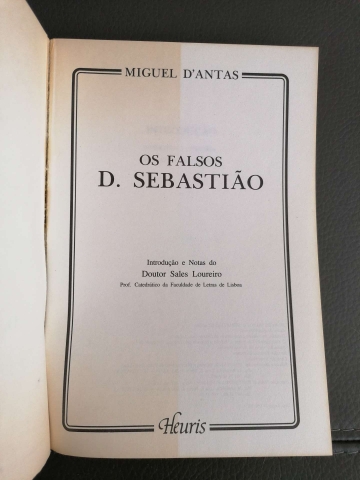 MIGUEL D'ANTAS
OS FALSOS
D. SEBASTIÃO
Introdução e Notas do
Doutor Sales Loureiro
Prof. Catedrático da Faculdade de Letras de Lisboa
Heuris